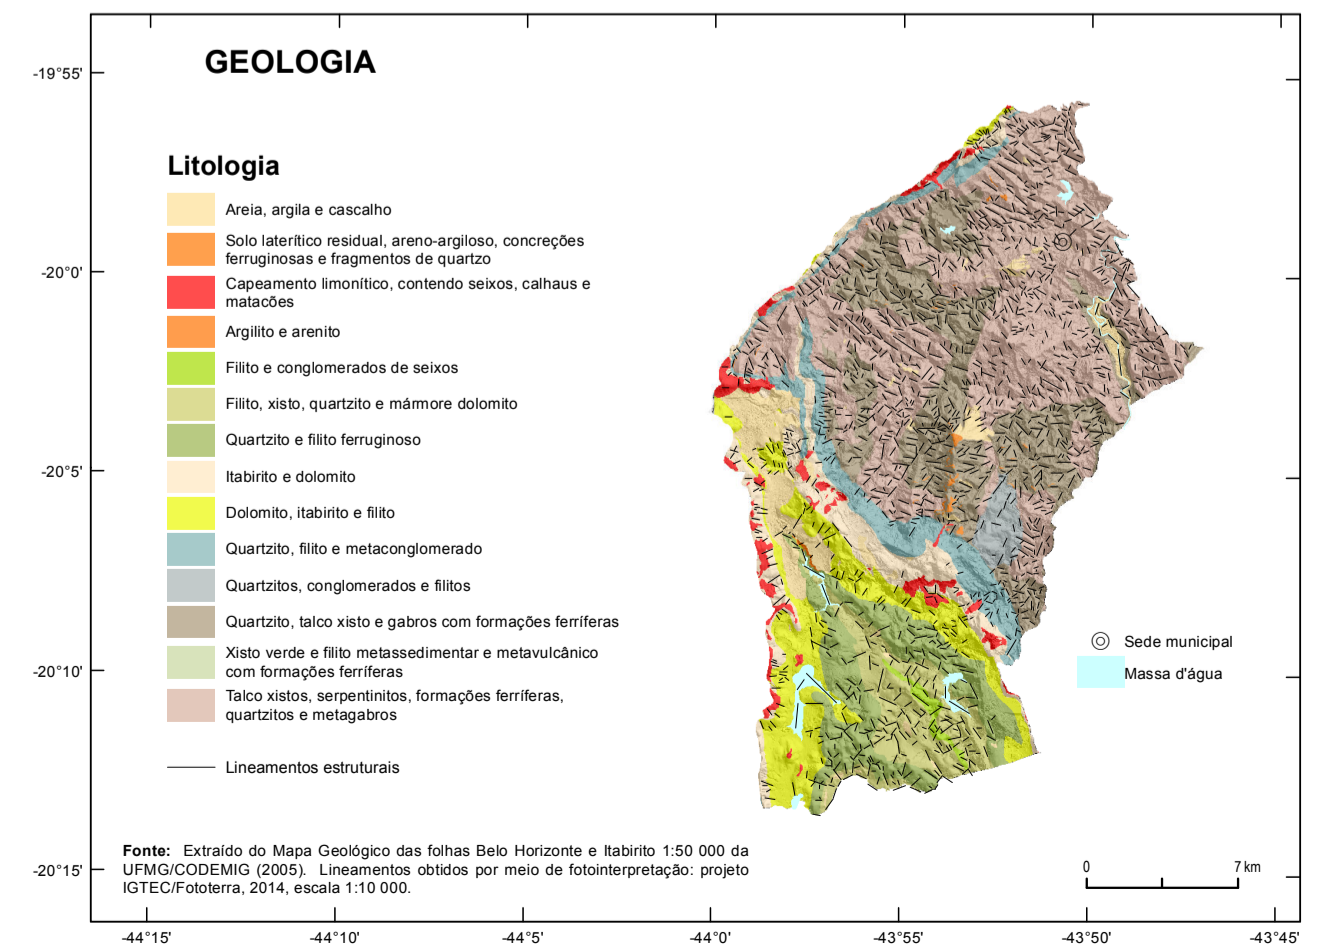 GEOLOGIA
-19°55'
-20°0'
-20°5'
-20°10'
-20°15'
Litologia
Areia, argila e cascalho
Solo laterítico residual, areno-argiloso, concreções
ferruginosas e fragmentos de quartzo
Capeamento limonítico, contendo seixos, calhaus e
matacões
Argilito e arenito
Filito e conglomerados de seixos
Filito, xisto, quartzito e mármore dolomito
Quartzito e filito ferruginoso
Itabirito e dolomito
Dolomito, itabirito e filito
Quartzito, filito e metaconglomerado
Quartzitos, conglomerados e filitos
Quartzito, talco xisto e gabros com formações ferríferas
Xisto verde e filito metassedimentar e metavulcânico
com formações ferríferas
Talco xistos, serpentinitos, formações ferríferas,
quartzitos e metagabros
Lineamentos estruturais
Sede municipal
Massa d'água
Fonte: Extraído do Mapa Geológico das folhas Belo Horizonte e Itabirito 1:50 000 da
UFMG/CODEMIG (2005). Lineamentos obtidos por meio de fotointerpretação: projeto
IGTEC/Fototerra, 2014, escala 1:10 000.
0 7 km
-44°15' -44°10' -44°5' -44°0' -43°55' -43°50' -43°45'